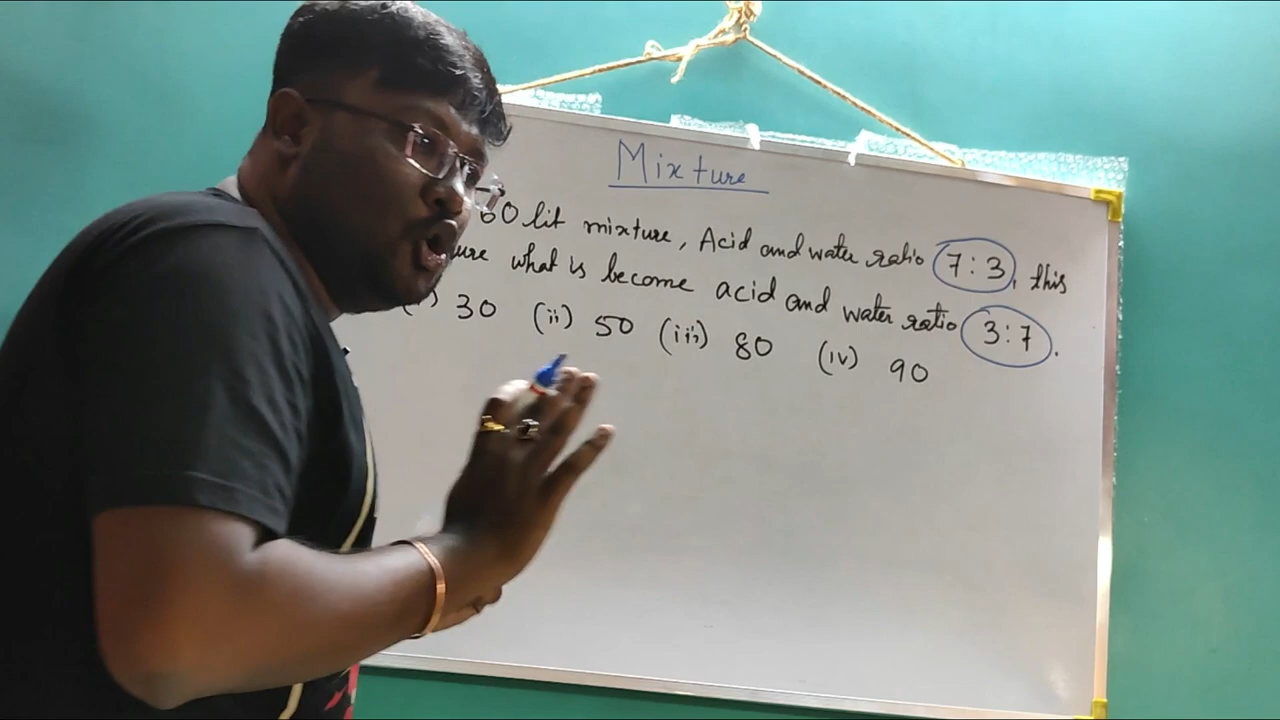 Mixture
60 lit mixture, Acid and water ratio 7:3, this
what is become acid and water ratio 3:7.
30 (ii) 50 (iii) 80 (iv) 90